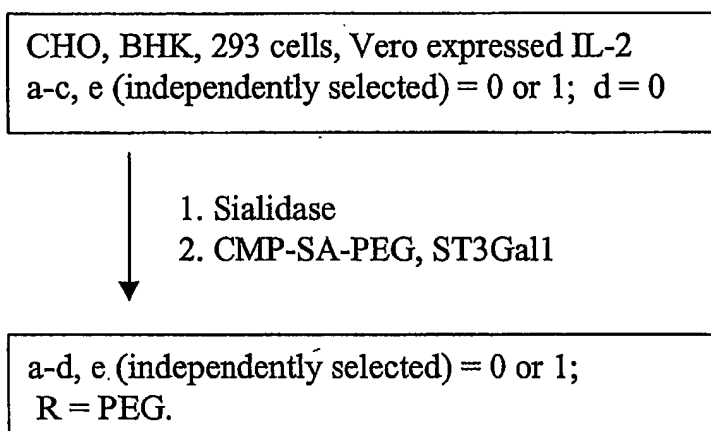 CHO, BHK, 293 cells, Vero expressed IL-2
a-c, e (independently selected) = 0 or 1; d = 0
1. Sialidase
2. CMP-SA-PEG, ST3Gal1
a-d, e (independently selected) = 0 or 1;
R = PEG.